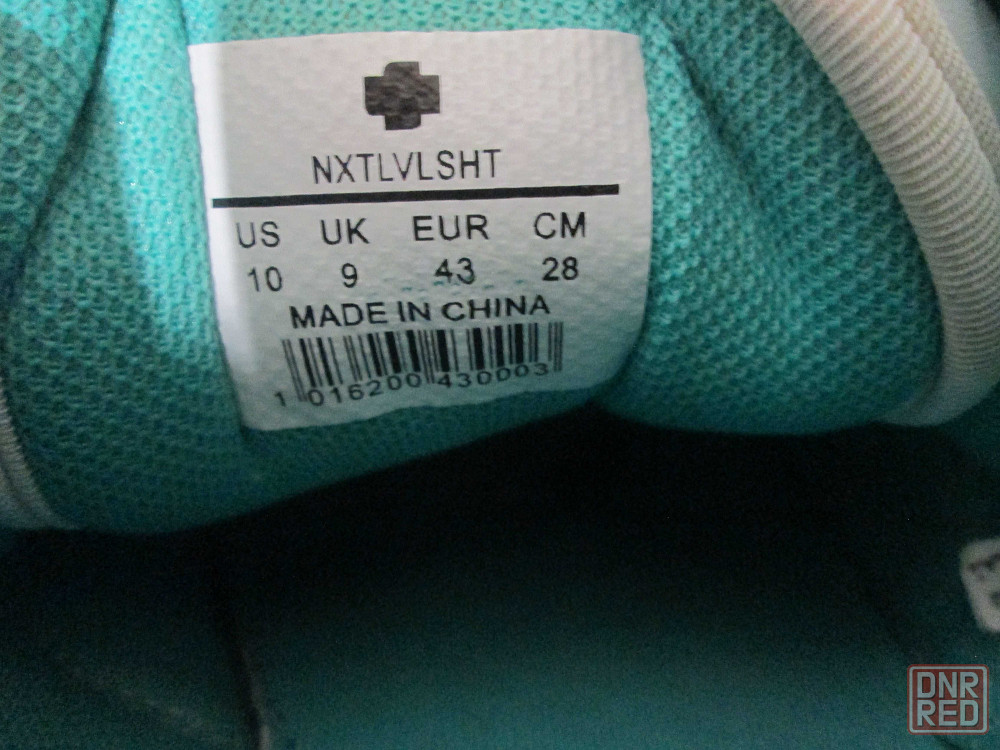 NXTLVLSHT
US UK EUR CM
10 9 43 28
MADE IN CHINA
1 016200 430003
DNR
RED